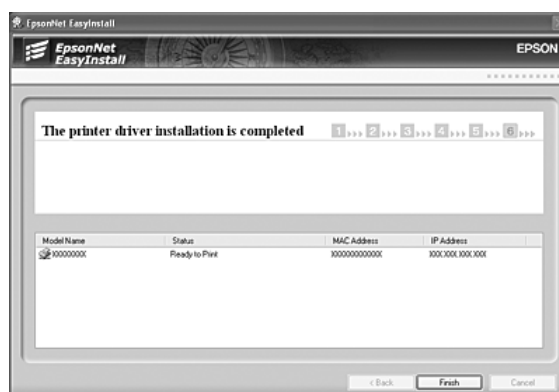 EpsonNet EasyInstall
EpsonNet
EasyInstall
EPSON
The printer driver installation is completed
1 2 3 4 5 6
Model Name Status MAC Address IP Address
XXXXXXXX Ready to Print XXXXXXXXXXXX XXX.XXX.XXX.XXX
< Back Finish Cancel